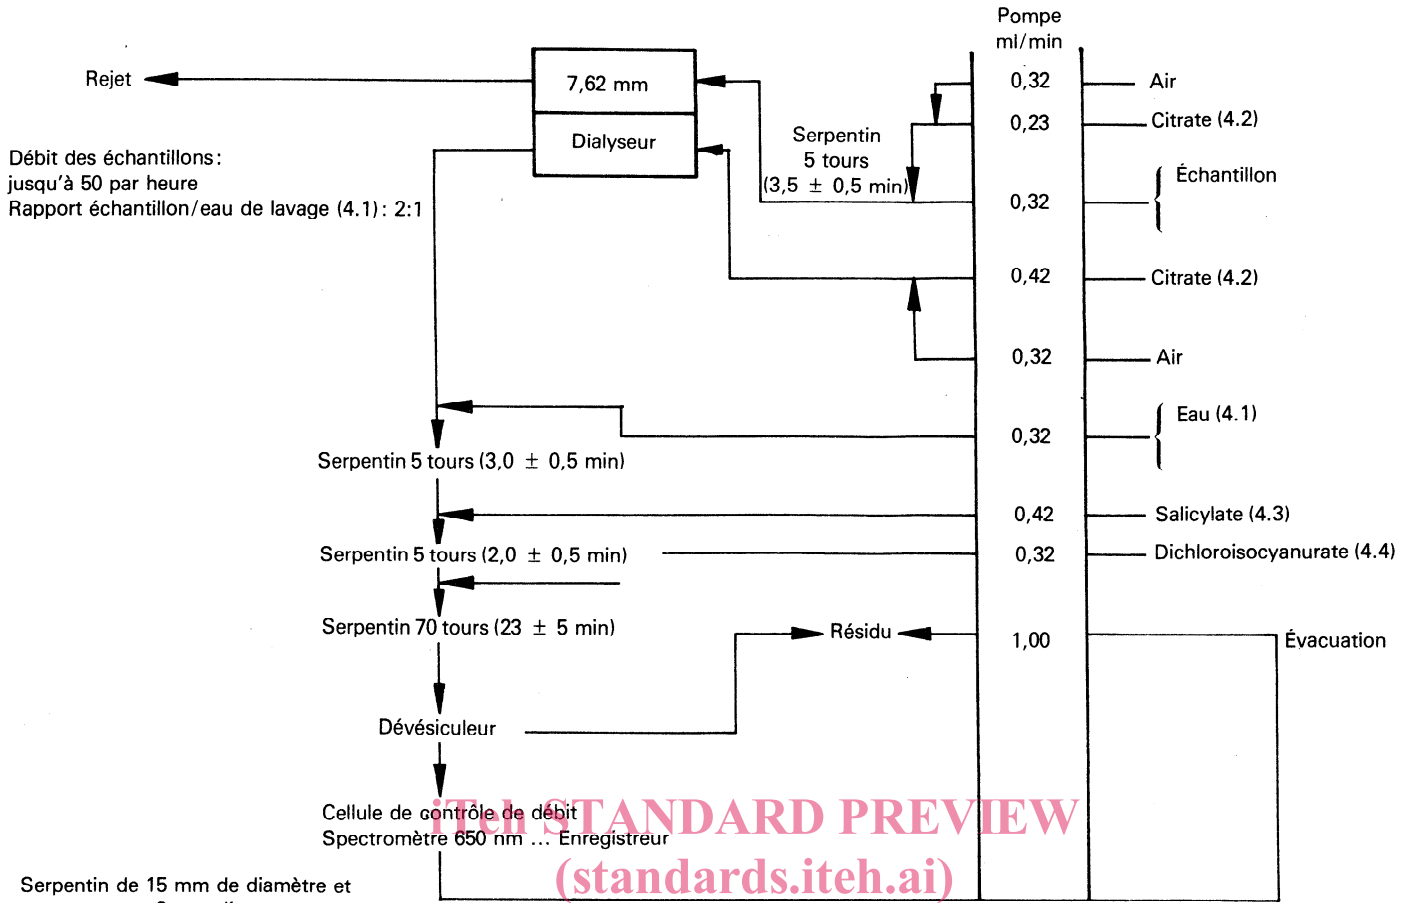 Pompe
ml/min
Rejet
7,62 mm
0,32
Air
0,23
Citrate (4.2)
Dialyseur
Serpentin
5 tours
(3,5 ± 0,5 min)
Débit des échantillons:
jusqu'à 50 par heure
Rapport échantillon/eau de lavage (4.1): 2:1
0,32
Échantillon
0,42
Citrate (4.2)
0,32
Air
0,32
Eau (4.1)
Serpentin 5 tours (3,0 ± 0,5 min)
0,42
Salicylate (4.3)
Serpentin 5 tours (2,0 ± 0,5 min)
0,32
Dichloroisocyanurate (4.4)
Serpentin 70 tours (23 ± 5 min)
Résidu
1,00
Évacuation
Dévésiculeur
Cellule de contrôle de débit
Spectromètre 650 nm ... Enregistreur
iTeh STANDARD PREVIEW
(standards.iteh.ai)
Serpentin de 15 mm de diamètre et